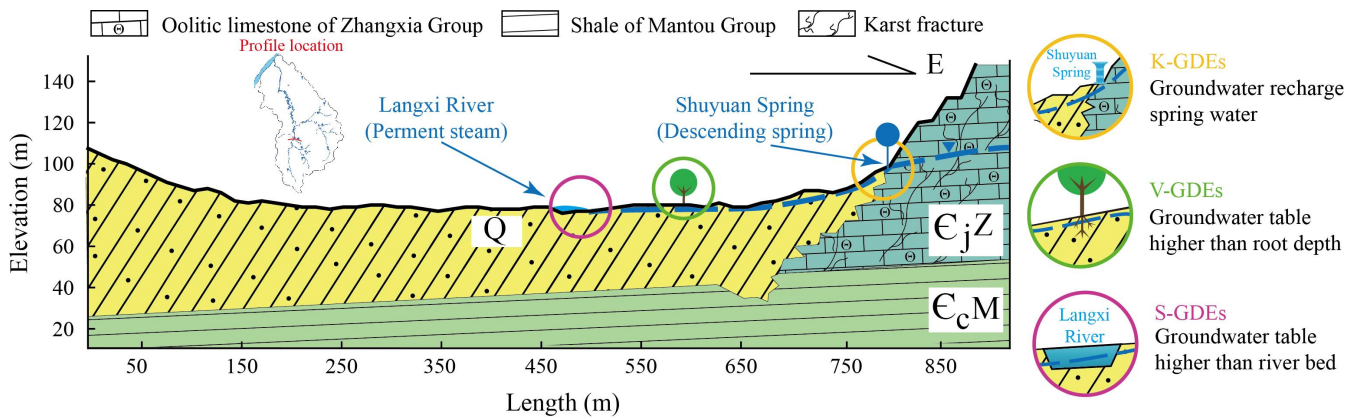 Oolitic limestone of Zhangxia Group
Shale of Mantou Group
Karst fracture
Profile location
E
Elevation (m)
140
120
100
80
60
40
20
Langxi River
(Perment steam)
Shuyuan Spring
(Descending spring)
Q
ЄjZ
ЄcM
50
150
250
350
450
550
650
750
850
Length (m)
Shuyuan
Spring
K-GDEs
Groundwater recharge
spring water
V-GDEs
Groundwater table
higher than root depth
Langxi
River
S-GDEs
Groundwater table
higher than river bed